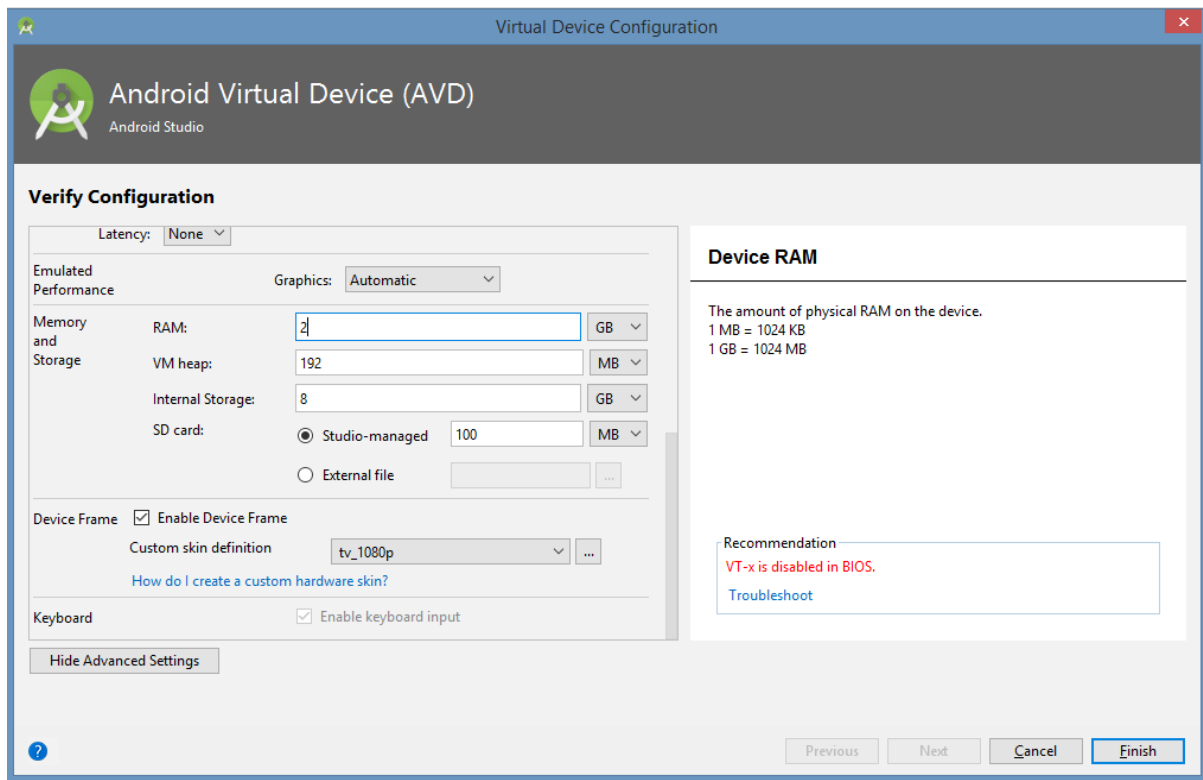 Virtual Device Configuration
Android Virtual Device (AVD)
Android Studio
Verify Configuration
Latency: None
Emulated
Performance
Graphics: Automatic
Memory
and
Storage
RAM: 2 GB
VM heap: 192 MB
Internal Storage: 8 GB
SD card: Studio-managed 100 MB
External file ...
Device Frame Enable Device Frame
Custom skin definition tv_1080p ...
How do I create a custom hardware skin?
Keyboard Enable keyboard input
Hide Advanced Settings
Device RAM
The amount of physical RAM on the device.
1 MB = 1024 KB
1 GB = 1024 MB
Recommendation
VT-x is disabled in BIOS.
Troubleshoot
?
Previous Next Cancel Finish